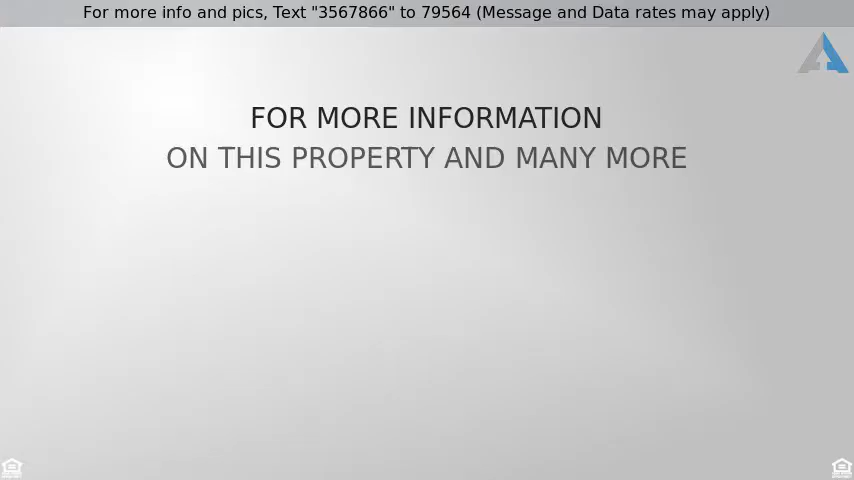 For more info and pics, Text "3567866" to 79564 (Message and Data rates may apply)
FOR MORE INFORMATION
ON THIS PROPERTY AND MANY MORE